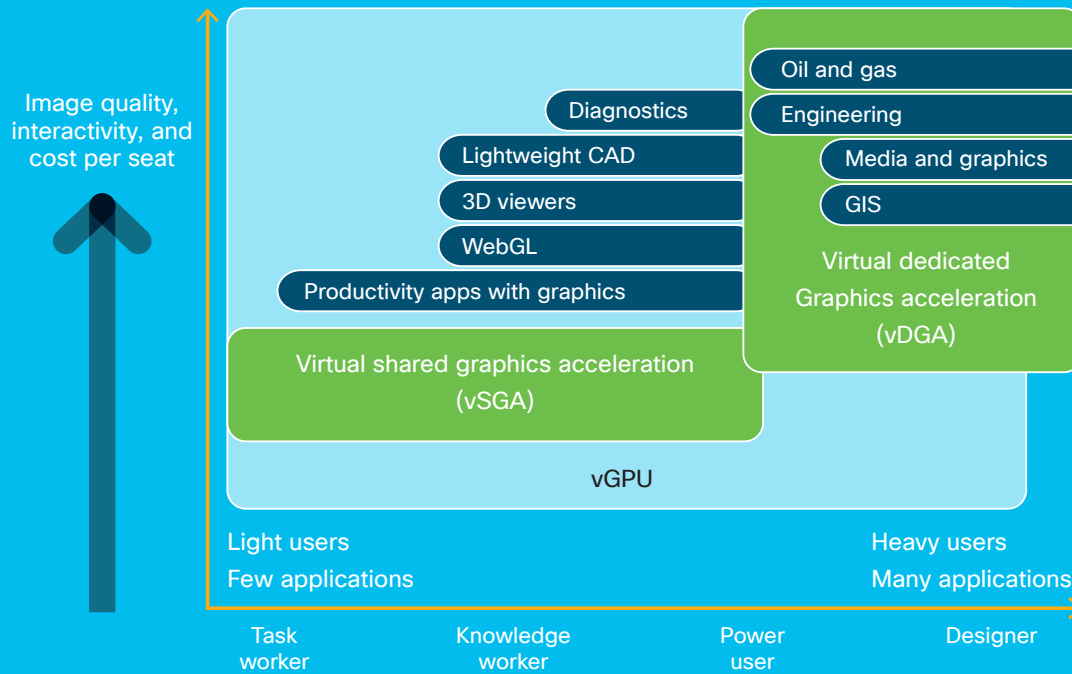 Image quality,
interactivity, and
cost per seat
Oil and gas
Diagnostics
Engineering
Lightweight CAD
Media and graphics
3D viewers
GIS
WebGL
Productivity apps with graphics
Virtual dedicated
Graphics acceleration
(vDGA)
Virtual shared graphics acceleration
(vSGA)
vGPU
Light users
Few applications
Heavy users
Many applications
Task
worker
Knowledge
worker
Power
user
Designer